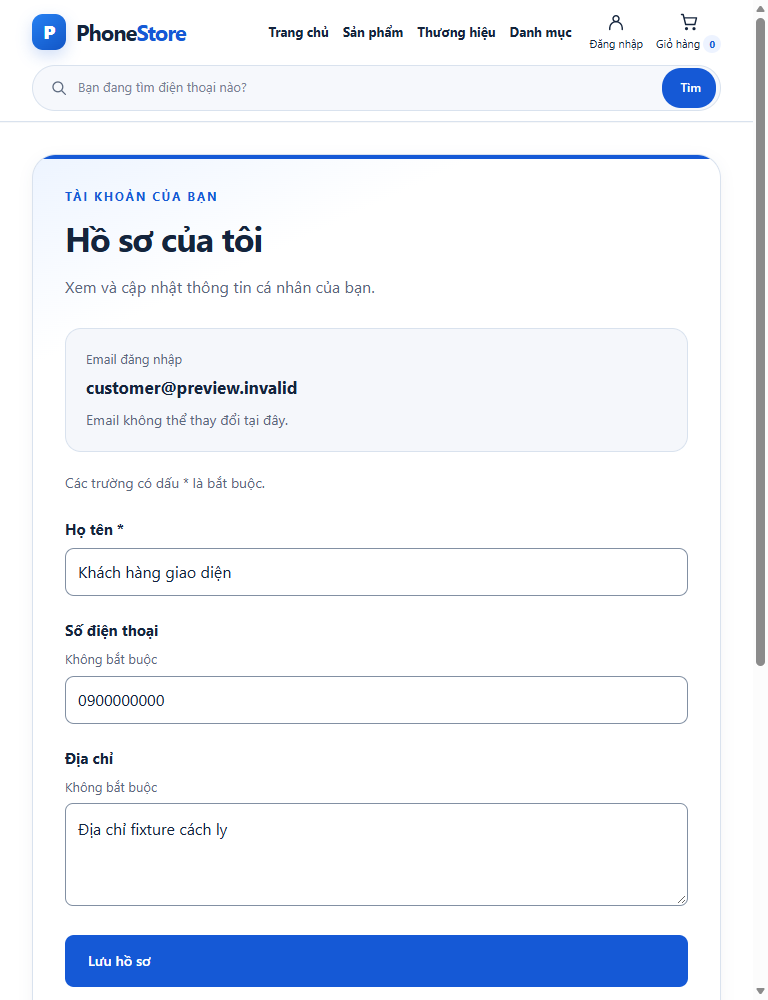 P PhoneStore
Trang chủ Sản phẩm Thương hiệu Danh mục
Đăng nhập
Giỏ hàng 0
Bạn đang tìm điện thoại nào?
Tìm
TÀI KHOẢN CỦA BẠN
Hồ sơ của tôi
Xem và cập nhật thông tin cá nhân của bạn.
Email đăng nhập
customer@preview.invalid
Email không thể thay đổi tại đây.
Các trường có dấu * là bắt buộc.
Họ tên *
Khách hàng giao diện
Số điện thoại
Không bắt buộc
0900000000
Địa chỉ
Không bắt buộc
Địa chỉ fixture cách ly
Lưu hồ sơ